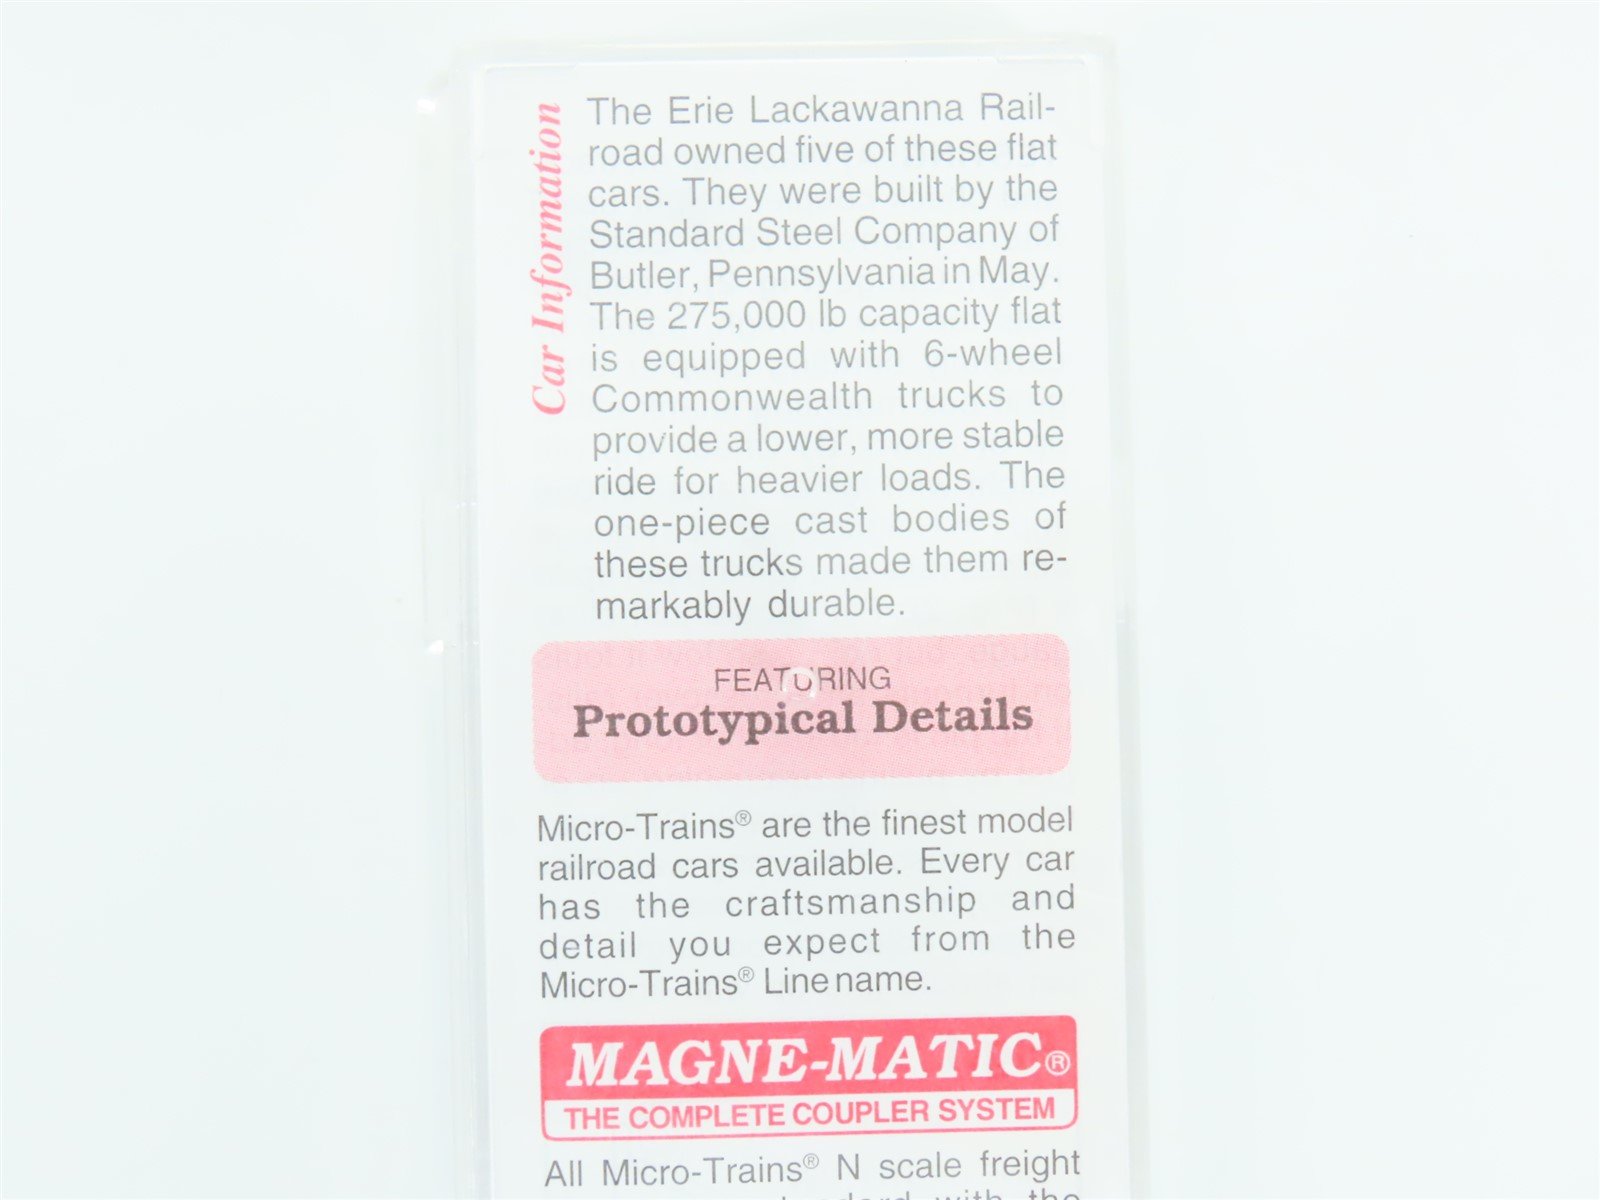 Car Information
The Erie Lackawanna Rail-
road owned five of these flat
cars. They were built by the
Standard Steel Company of
Butler, Pennsylvania in May.
The 275,000 lb capacity flat
is equipped with 6-wheel
Commonwealth trucks to
provide a lower, more stable
ride for heavier loads. The
one-piece cast bodies of
these trucks made them re-
markably durable.
FEATURING
Prototypical Details
Micro-Trains® are the finest model
railroad cars available. Every car
has the craftsmanship and
detail you expect from the
Micro-Trains® Line name.
MAGNE-MATIC®
THE COMPLETE COUPLER SYSTEM
All Micro-Trains® N scale freight
with the